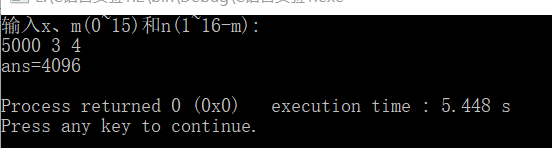 输入x、m(0~15)和n(1~16-m):
5000 3 4
ans=4096
Process returned 0 (0x0)   execution time : 5.448 s
Press any key to continue.